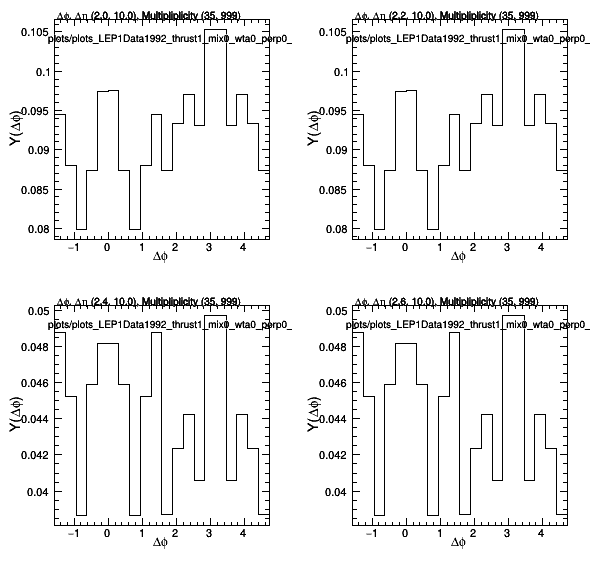 Δφ, Δη (2.0, 10.0), Multipliplicity (35, 999)
plots/plots_LEP1Data1992_thrust1_mix0_wta0_perp0_
Y(Δφ)
0.105
0.1
0.095
0.09
0.085
0.08
−1 0 1 2 3 4
Δφ
Δφ, Δη (2.2, 10.0), Multipliplicity (35, 999)
plots/plots_LEP1Data1992_thrust1_mix0_wta0_perp0_
Y(Δφ)
0.105
0.1
0.095
0.09
0.085
0.08
−1 0 1 2 3 4
Δφ
Δφ, Δη (2.4, 10.0), Multipliplicity (35, 999)
plots/plots_LEP1Data1992_thrust1_mix0_wta0_perp0_
Y(Δφ)
0.05
0.048
0.046
0.044
0.042
0.04
−1 0 1 2 3 4
Δφ
Δφ, Δη (2.6, 10.0), Multipliplicity (35, 999)
plots/plots_LEP1Data1992_thrust1_mix0_wta0_perp0_
Y(Δφ)
0.05
0.048
0.046
0.044
0.042
0.04
−1 0 1 2 3 4
Δφ